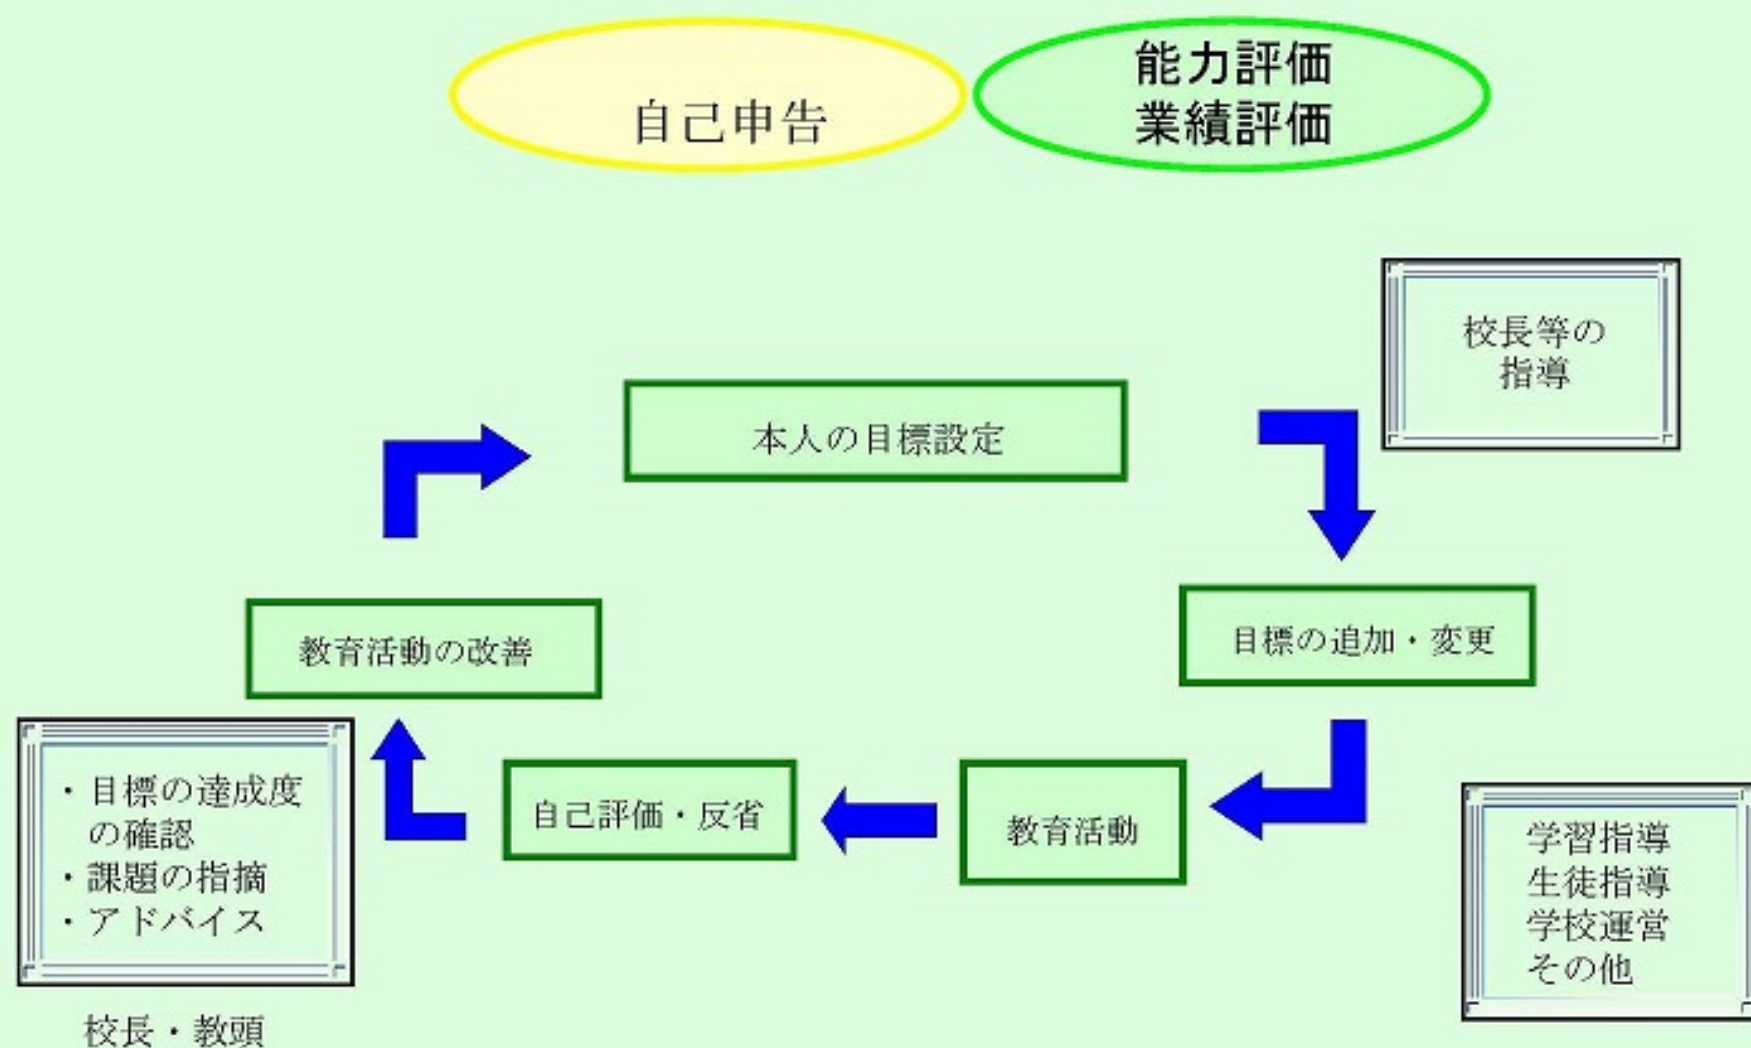 自己申告
能力評価
業績評価
校長等の
指導
本人の目標設定
目標の追加・変更
教育活動の改善
・目標の達成度
の確認
・課題の指摘
・アドバイス
自己評価・反省
教育活動
学習指導
生徒指導
学校運営
その他
校長・教頭